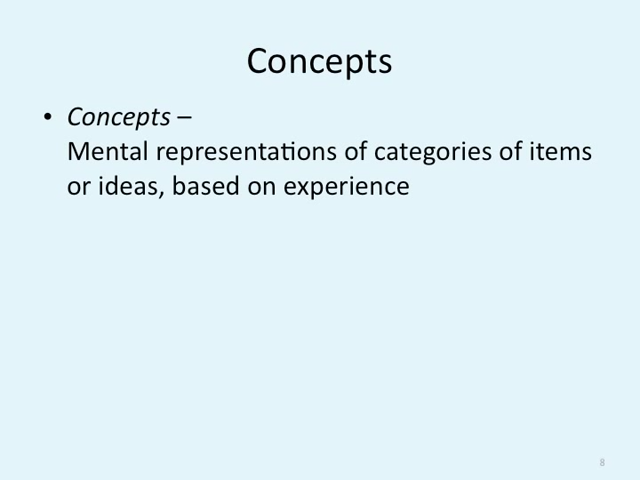 Concepts
• Concepts –
Mental representations of categories of items
or ideas, based on experience
8